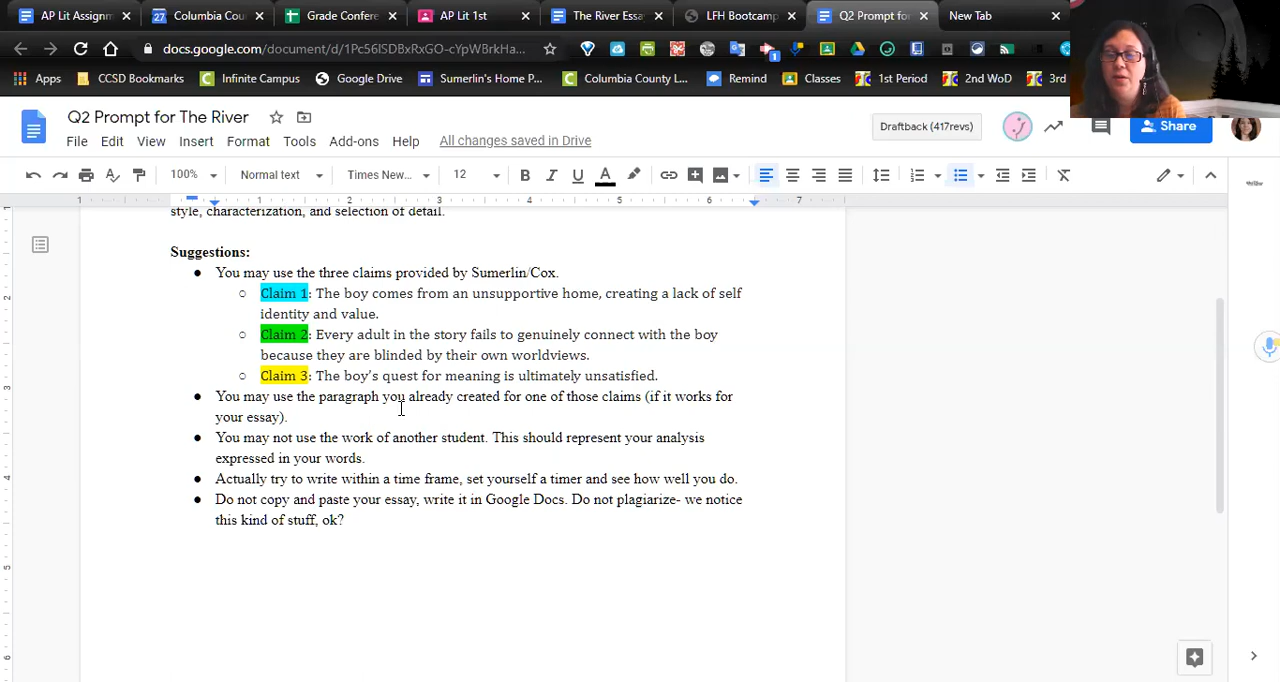 AP Lit Assignm
Columbia Cou
Grade Confere
AP Lit 1st
The River Essa
LFH Bootcamp
Q2 Prompt for
New Tab
docs.google.com/document/d/1Pc56lSDBxRxGO-cYpWBrkHa...
Apps
CCSD Bookmarks
Infinite Campus
Google Drive
Sumerlin's Home P...
Columbia County L...
Remind
Classes
1st Period
2nd WoD
3rd
Q2 Prompt for The River
File Edit View Insert Format Tools Add-ons Help All changes saved in Drive
Draftback (417revs)
Share
100% Normal text Times New... 12 B I U A
1 1 2 3 4 5 6 7
style, characterization, and selection of detail.
Suggestions:
● You may use the three claims provided by Sumerlin/Cox.
○ Claim 1: The boy comes from an unsupportive home, creating a lack of self
identity and value.
○ Claim 2: Every adult in the story fails to genuinely connect with the boy
because they are blinded by their own worldviews.
○ Claim 3: The boy's quest for meaning is ultimately unsatisfied.
● You may use the paragraph you already created for one of those claims (if it works for
your essay).
● You may not use the work of another student. This should represent your analysis
expressed in your words.
● Actually try to write within a time frame, set yourself a timer and see how well you do.
● Do not copy and paste your essay, write it in Google Docs. Do not plagiarize- we notice
this kind of stuff, ok?